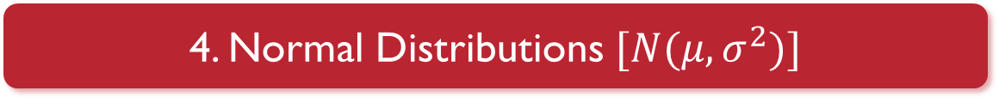 4. Normal Distributions [𝑁(𝜇, 𝜎²)]